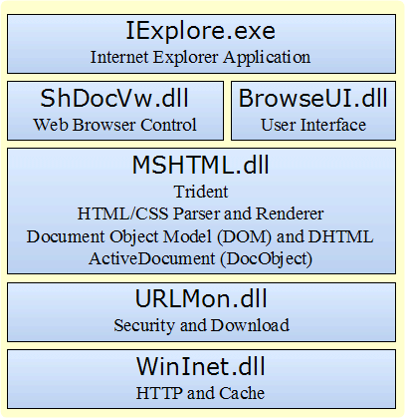 IExplore.exe
Internet Explorer Application
ShDocVw.dll
Web Browser Control
BrowseUI.dll
User Interface
MSHTML.dll
Trident
HTML/CSS Parser and Renderer
Document Object Model (DOM) and DHTML
ActiveDocument (DocObject)
URLMon.dll
Security and Download
WinInet.dll
HTTP and Cache